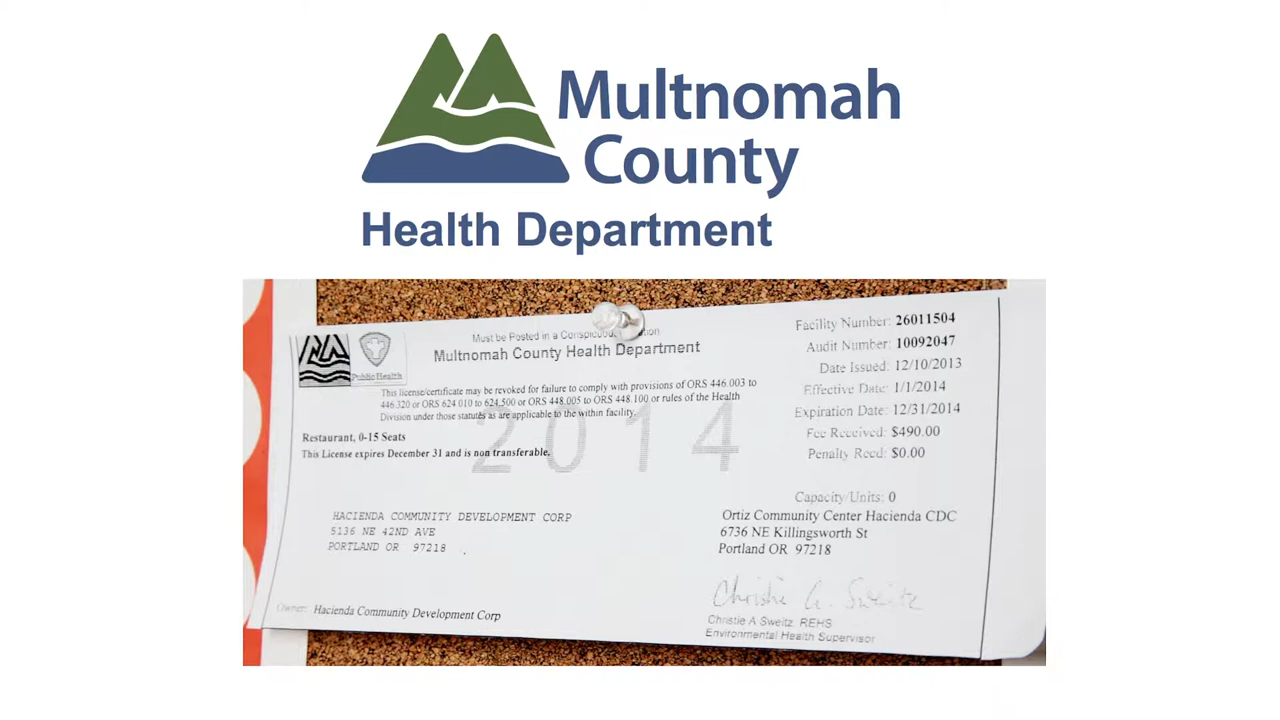 Multnomah
County
Health Department
Must be Posted in a Conspicuous
Multnomah County Health Department
Public Health
This license/certificate may be revoked for failure to comply with provisions of ORS 446.003 to
446.320 or ORS 624.010 to 624.500 or ORS 448.005 to ORS 448.100 or rules of the Health
Division under those statutes as are applicable to the within facility.
2014
Restaurant, 0-15 Seats
This License expires December 31 and is non transferable.
HACIENDA COMMUNITY DEVELOPMENT CORP
5136 NE 42ND AVE
PORTLAND OR 97218
Owner: Hacienda Community Development Corp
Facility Number: 26011504
Audit Number: 10092047
Date Issued: 12/10/2013
Effective Date: 1/1/2014
Expiration Date: 12/31/2014
Fee Received: $490.00
Penalty Recd: $0.00
Capacity/Units: 0
Ortiz Community Center Hacienda CDC
6736 NE Killingsworth St
Portland OR 97218
Christie A. Sweitz
Christie A Sweitz, REHS
Environmental Health Supervisor